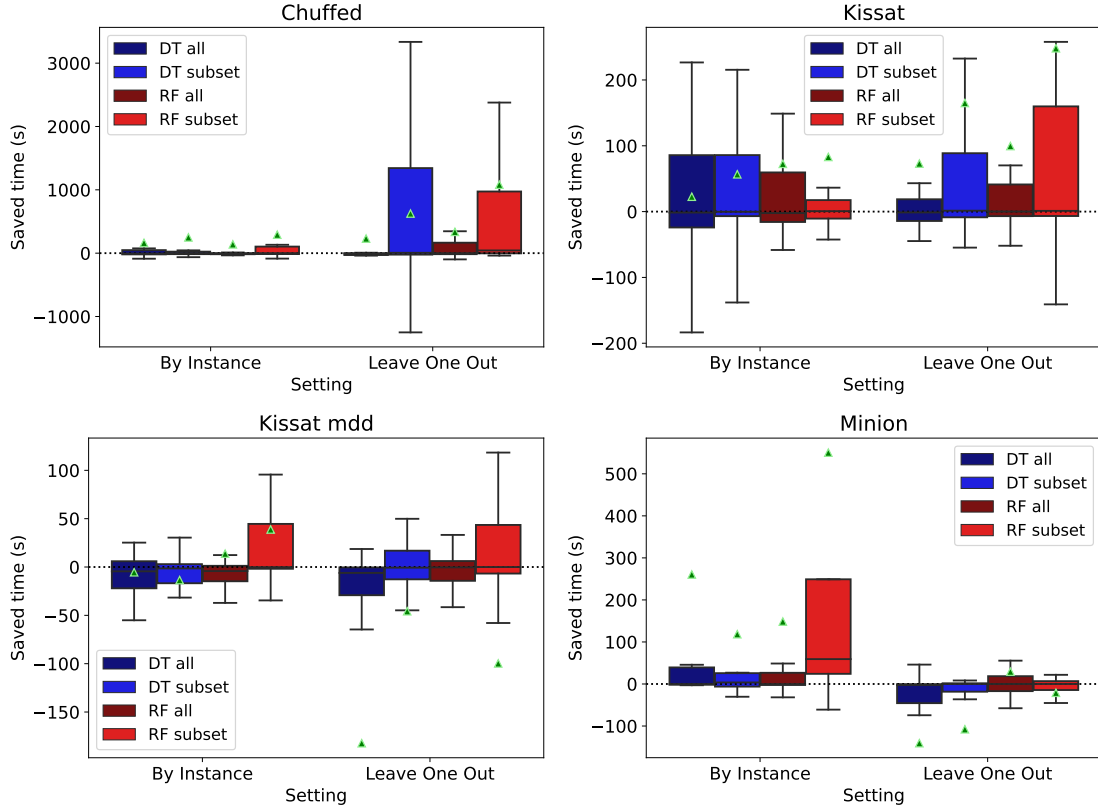 Chuffed
Saved time (s)
3000
2000
1000
0
−1000
DT all
DT subset
RF all
RF subset
By Instance
Leave One Out
Setting
Kissat
Saved time (s)
200
100
0
−100
−200
DT all
DT subset
RF all
RF subset
By Instance
Leave One Out
Setting
Kissat mdd
Saved time (s)
100
50
0
−50
−100
−150
DT all
DT subset
RF all
RF subset
By Instance
Leave One Out
Setting
Minion
Saved time (s)
500
400
300
200
100
0
−100
DT all
DT subset
RF all
RF subset
By Instance
Leave One Out
Setting